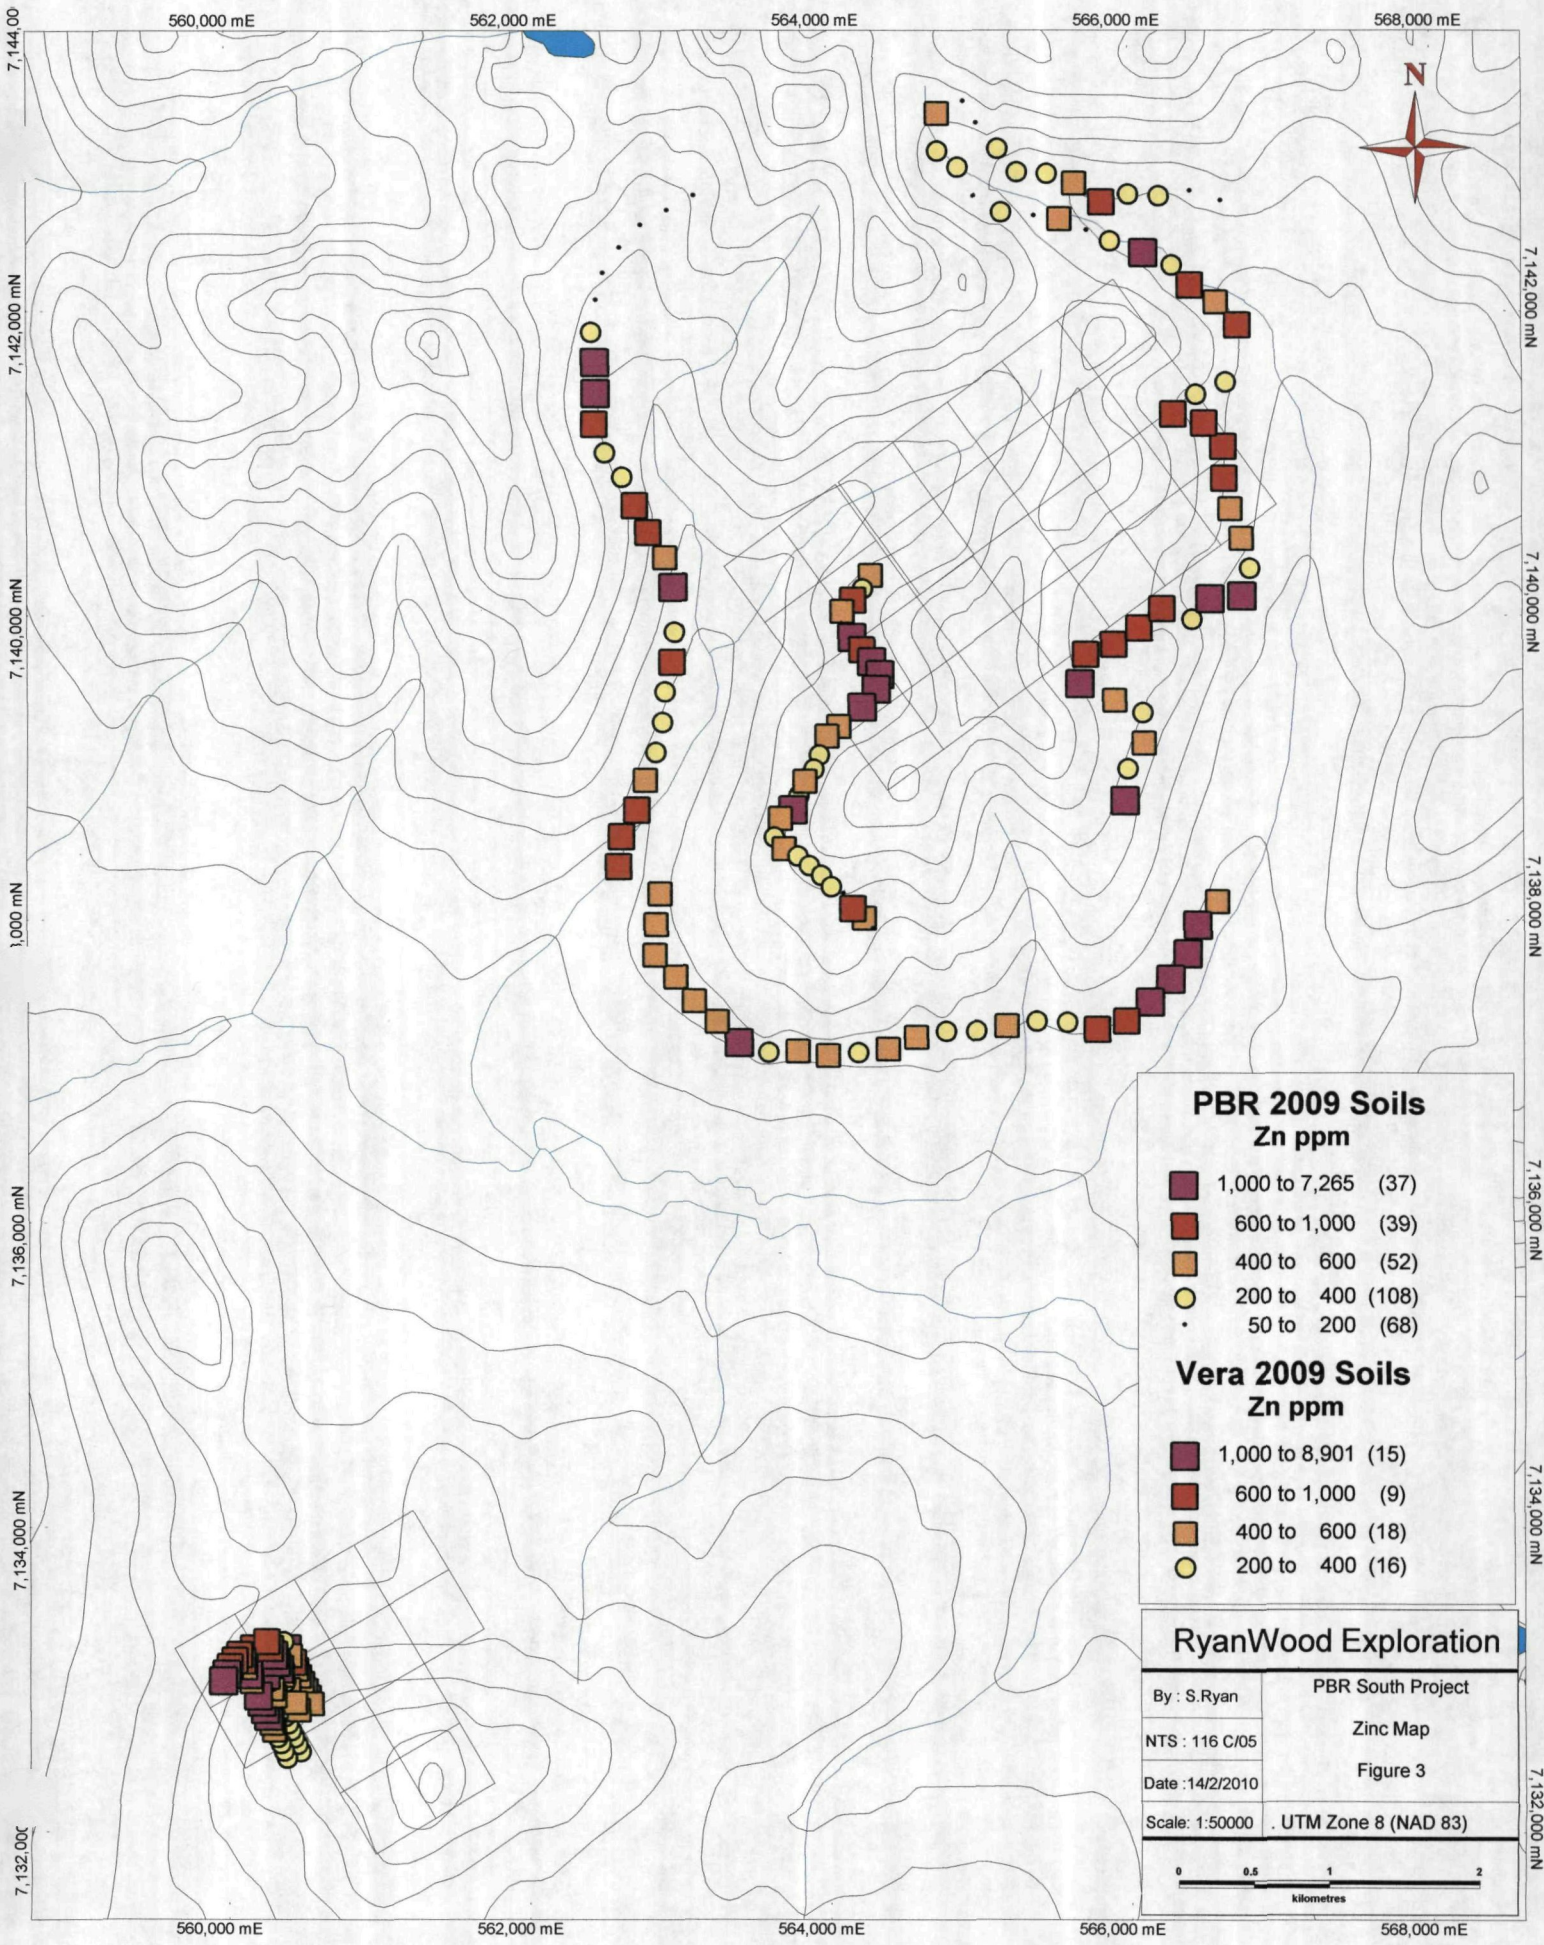 560,000 mE
562,000 mE
564,000 mE
566,000 mE
568,000 mE
7,144,00
N
7,142,000 mN
7,142,000 mN
7,140,000 mN
7,140,000 mN
,000 mN
7,138,000 mN
PBR 2009 Soils
Zn ppm
1,000 to 7,265 (37)
600 to 1,000 (39)
400 to 600 (52)
200 to 400 (108)
50 to 200 (68)
Vera 2009 Soils
Zn ppm
1,000 to 8,901 (15)
600 to 1,000 (9)
400 to 600 (18)
200 to 400 (16)
7,136,000 mN
7,136,000 mN
7,134,000 mN
7,134,000 mN
RyanWood Exploration
By : S.Ryan
PBR South Project
NTS : 116 C/05
Zinc Map
Date :14/2/2010
Figure 3
Scale: 1:50000
. UTM Zone 8 (NAD 83)
0 0.5 1 2
kilometres
7,132,00
7,132,000 mN
560,000 mE
562,000 mE
564,000 mE
566,000 mE
568,000 mE